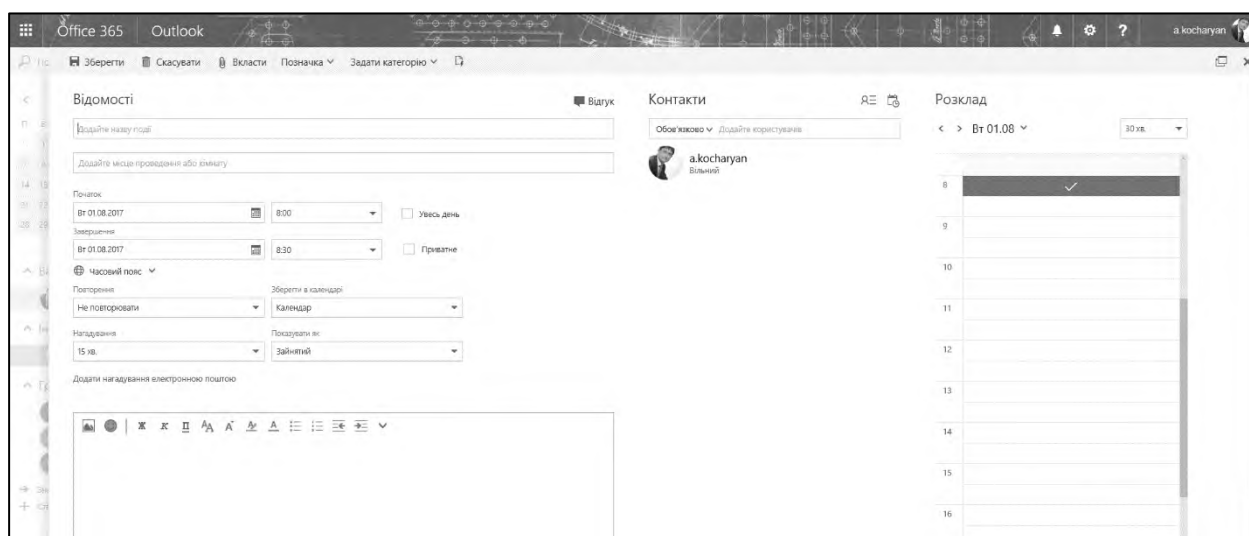 Office 365 Outlook a.kocharyan
Зберегти Скасувати Вкласти Позначка Задати категорію
Відомості
Відгук
Додайте назву події
Додайте місце проведення або кімнату
Початок
Вт 01.08.2017 8:00 Увесь день
Завершення
Вт 01.08.2017 8:30 Приватне
Часовий пояс
Повторення Зберегти в календарі
Не повторювати Календар
Нагадування Показувати як
15 хв. Зайнятий
Додати нагадування електронною поштою
Ж К П
Контакти
Обов'язково Додайте користувачів
a.kocharyan
Вільний
Розклад
Вт 01.08 30 хв.
8
9
10
11
12
13
14
15
16